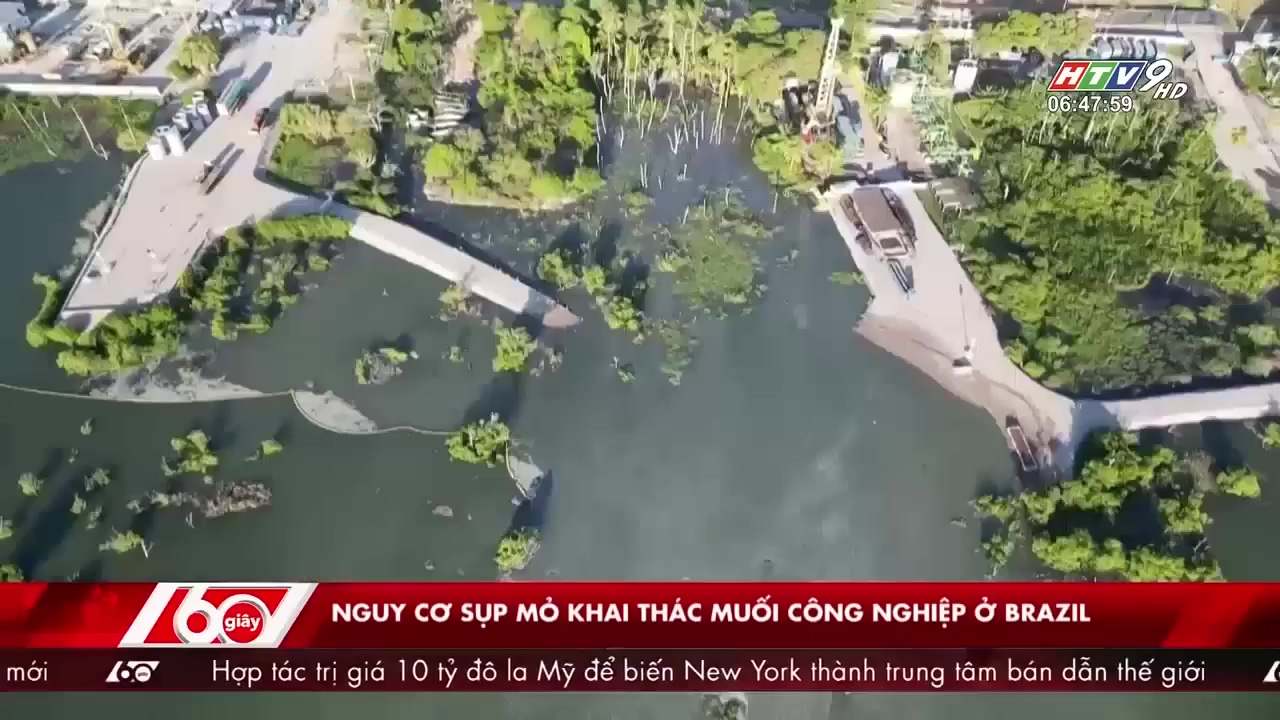 HTV9 HD
06:47:59
60 giây
NGUY CƠ SỤP MỎ KHAI THÁC MUỐI CÔNG NGHIỆP Ở BRAZIL
mới 60 giây Hợp tác trị giá 10 tỷ đô la Mỹ để biến New York thành trung tâm bán dẫn thế giới